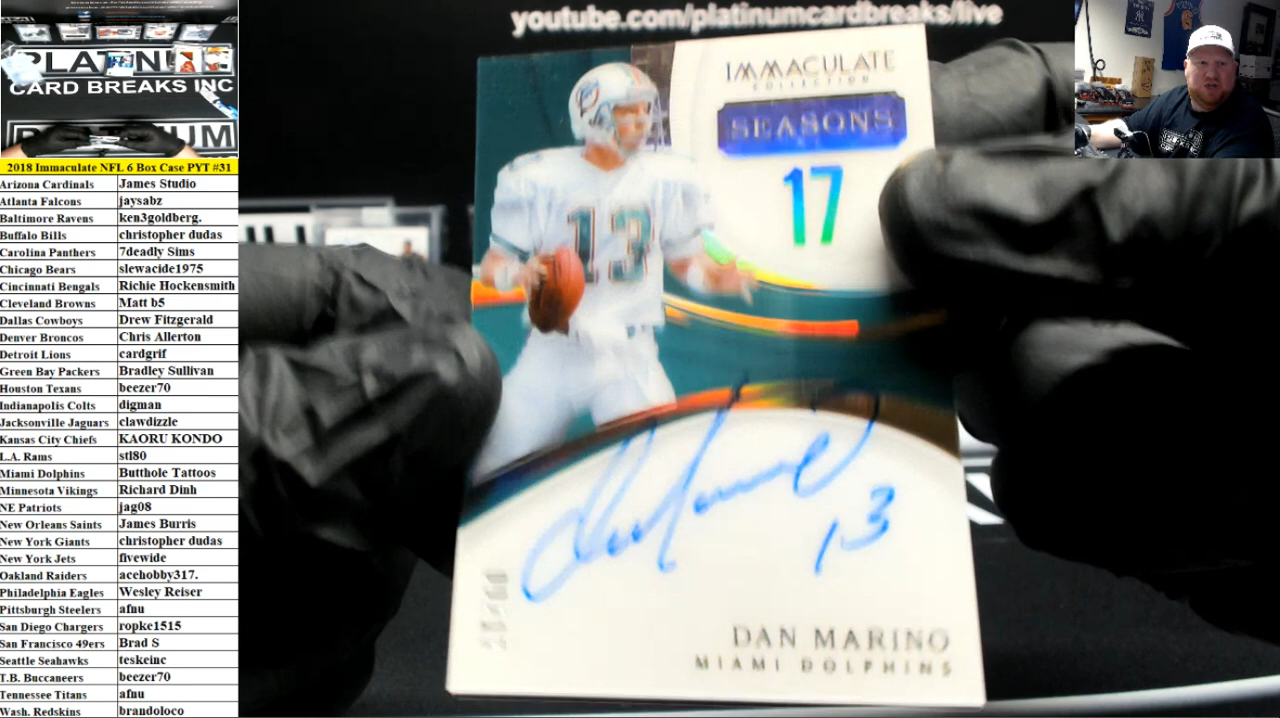 youtube.com/platinumcardbreaks/live
PLATINUM
CARD BREAKS INC
2018 Immaculate NFL 6 Box Case PYT #31
Arizona Cardinals James Studio
Atlanta Falcons jaysabz
Baltimore Ravens ken3goldberg.
Buffalo Bills christopher dudas
Carolina Panthers 7deadly Sims
Chicago Bears slewacide1975
Cincinnati Bengals Richie Hockensmith
Cleveland Browns Matt b5
Dallas Cowboys Drew Fitzgerald
Denver Broncos Chris Allerton
Detroit Lions cardgrif
Green Bay Packers Bradley Sullivan
Houston Texans beezer70
Indianapolis Colts digman
Jacksonville Jaguars clawdizzle
Kansas City Chiefs KAORU KONDO
L.A. Rams stl80
Miami Dolphins Butthole Tattoos
Minnesota Vikings Richard Dinh
NE Patriots jag08
New Orleans Saints James Burris
New York Giants christopher dudas
New York Jets fivewide
Oakland Raiders acehobby317.
Philadelphia Eagles Wesley Reiser
Pittsburgh Steelers afnu
San Diego Chargers ropke1515
San Francisco 49ers Brad S
Seattle Seahawks teskeinc
T.B. Buccaneers beezer70
Tennessee Titans afnu
Wash. Redskins brandoloco
IMMACULATE
COLLECTION
SEASONS
17
13
Dan Marino
13
DAN MARINO
MIAMI DOLPHINS